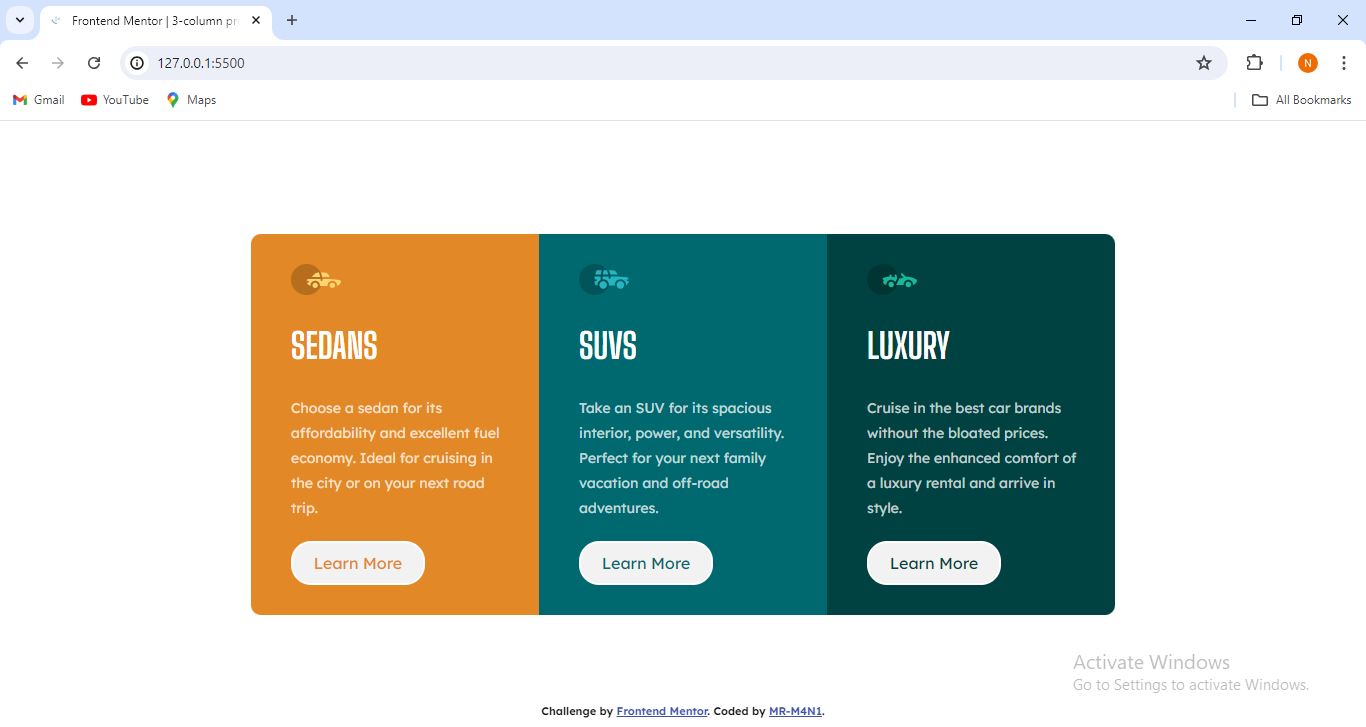 Frontend Mentor | 3-column pr
127.0.0.1:5500
N
Gmail
YouTube
Maps
All Bookmarks
SEDANS
Choose a sedan for its
affordability and excellent fuel
economy. Ideal for cruising in
the city or on your next road
trip.
Learn More
SUVS
Take an SUV for its spacious
interior, power, and versatility.
Perfect for your next family
vacation and off-road
adventures.
Learn More
LUXURY
Cruise in the best car brands
without the bloated prices.
Enjoy the enhanced comfort of
a luxury rental and arrive in
style.
Learn More
Activate Windows
Go to Settings to activate Windows.
Challenge by Frontend Mentor. Coded by MR-M4N1.